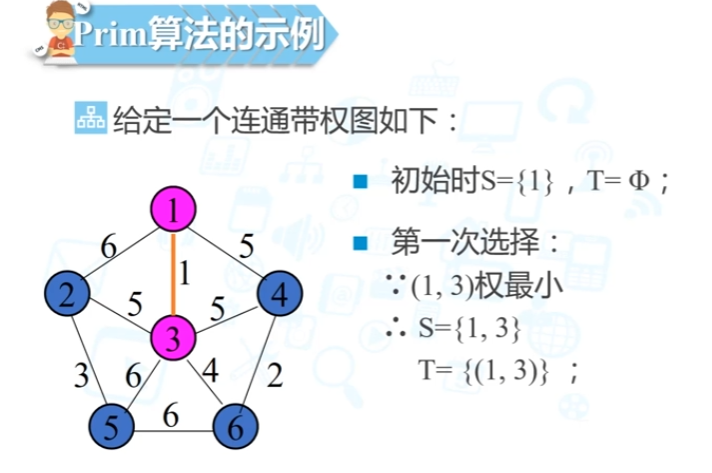 Prim算法的示例
给定一个连通带权图如下：
初始时S={1}，T= Φ；
第一次选择：
∵(1, 3)权最小
∴ S={1, 3}
T= {(1, 3)} ；
1
6
5
1
2
5
5
4
3
3
6
4
2
5
6
6